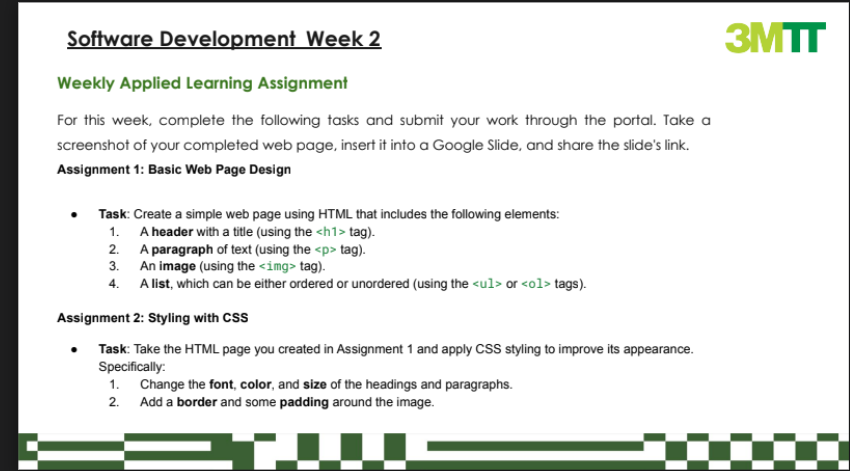 Software Development Week 2
3MTT
Weekly Applied Learning Assignment
For this week, complete the following tasks and submit your work through the portal. Take a
screenshot of your completed web page, insert it into a Google Slide, and share the slide's link.
Assignment 1: Basic Web Page Design
● Task: Create a simple web page using HTML that includes the following elements:
1. A header with a title (using the <h1> tag).
2. A paragraph of text (using the <p> tag).
3. An image (using the <img> tag).
4. A list, which can be either ordered or unordered (using the <ul> or <ol> tags).
Assignment 2: Styling with CSS
● Task: Take the HTML page you created in Assignment 1 and apply CSS styling to improve its appearance.
Specifically:
1. Change the font, color, and size of the headings and paragraphs.
2. Add a border and some padding around the image.